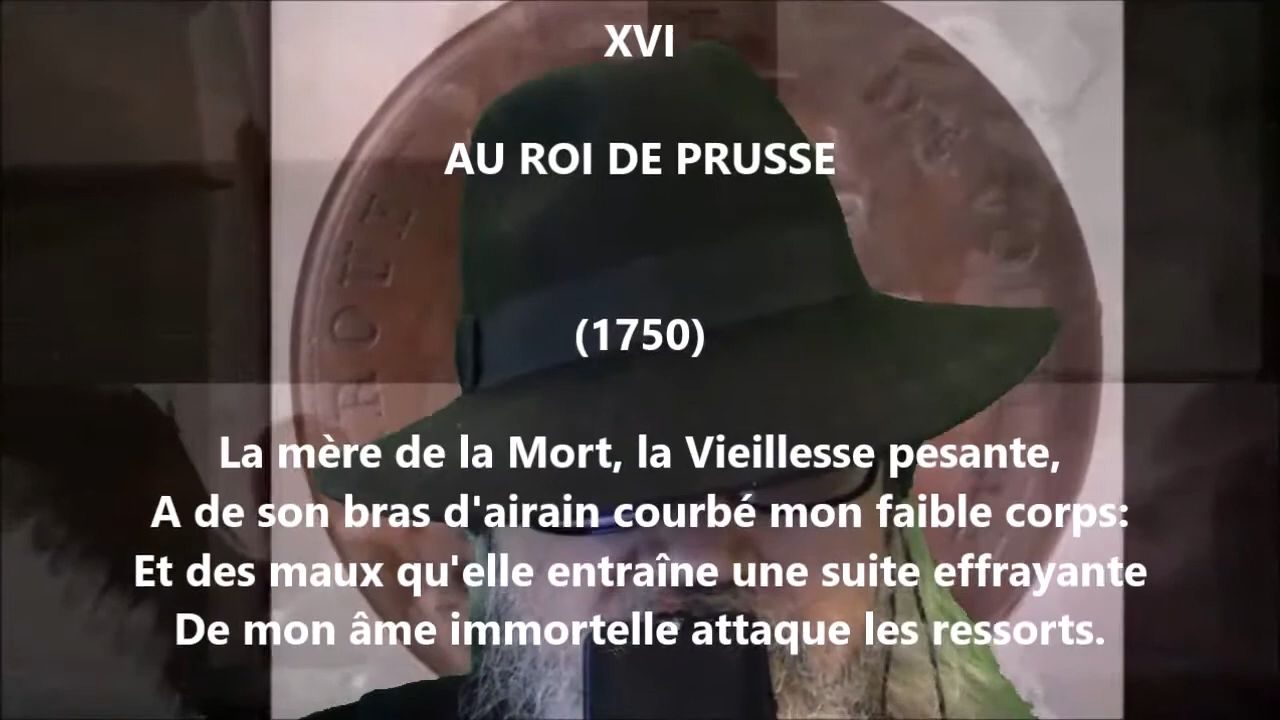 XVI
AU ROI DE PRUSSE
(1750)
La mère de la Mort, la Vieillesse pesante,
A de son bras d'airain courbé mon faible corps:
Et des maux qu'elle entraîne une suite effrayante
De mon âme immortelle attaque les ressorts.